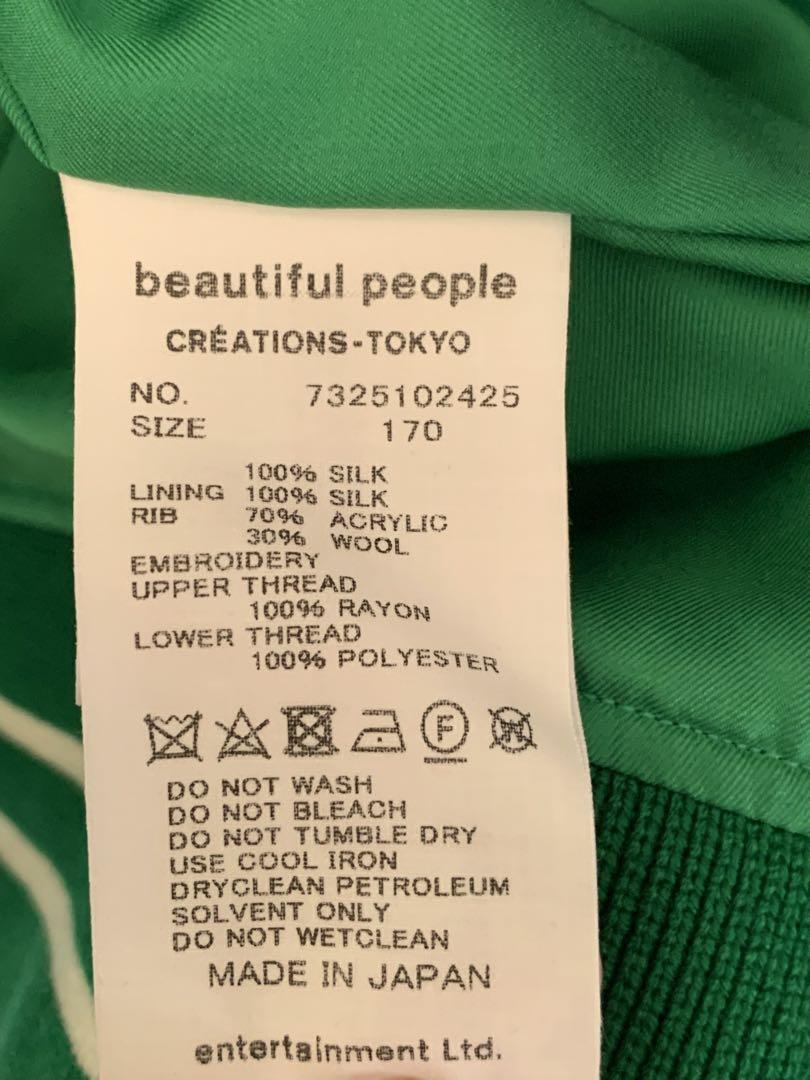 beautiful people
CRÉATIONS-TOKYO
NO. 7325102425
SIZE 170
100% SILK
LINING 100% SILK
RIB 70% ACRYLIC
30% WOOL
EMBROIDERY
UPPER THREAD
100% RAYON
LOWER THREAD
100% POLYESTER
F W
DO NOT WASH
DO NOT BLEACH
DO NOT TUMBLE DRY
USE COOL IRON
DRYCLEAN PETROLEUM
SOLVENT ONLY
DO NOT WETCLEAN
MADE IN JAPAN
entertainment Ltd.